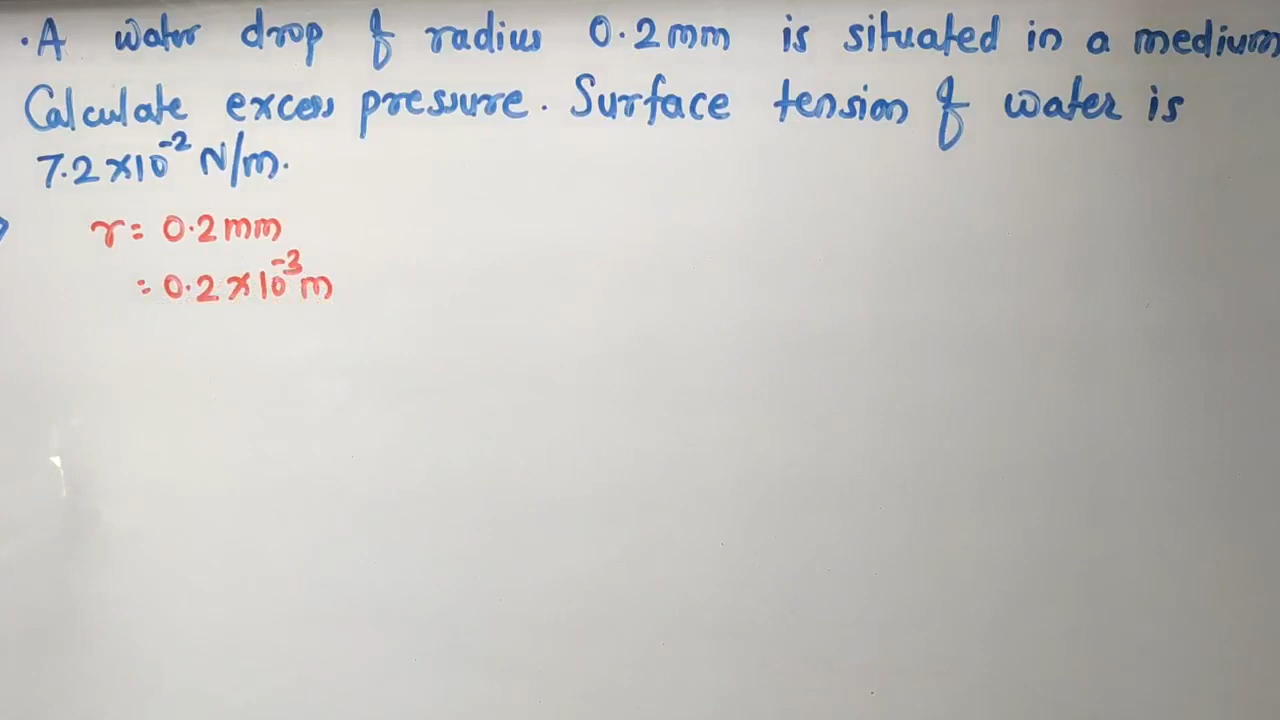 . A water drop of radius 0.2mm is situated in a medium
Calculate excess pressure. Surface tension of water is
7.2×10⁻² N/m.
r = 0.2mm
= 0.2×10⁻³m